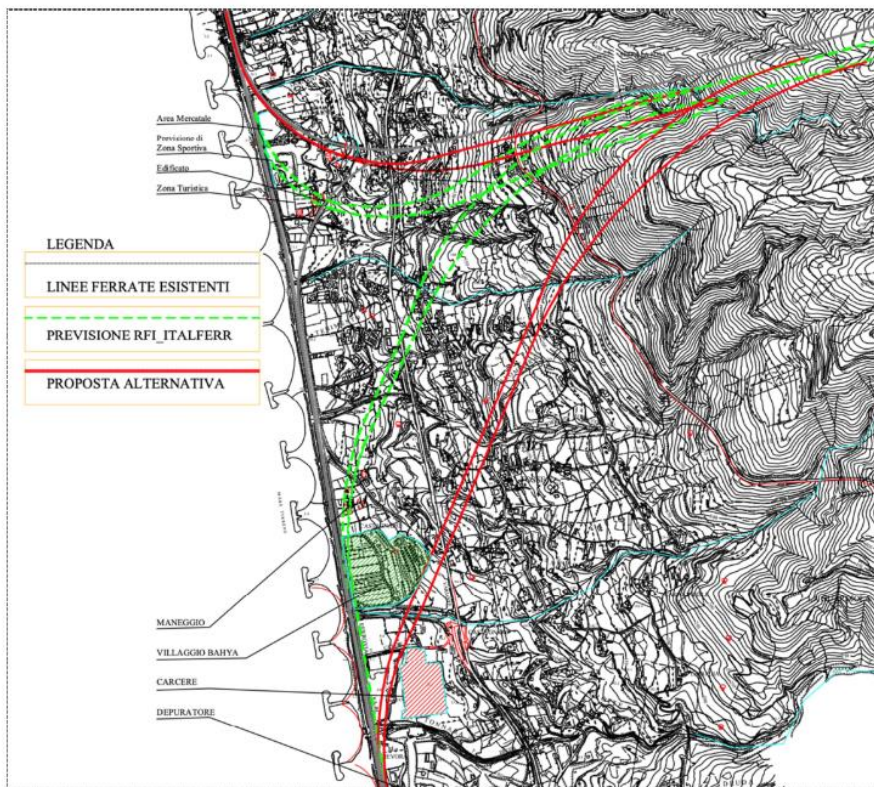 Area Mercatale
Previsione di
Zona Sportiva
Edificato
Zona Turistica
LEGENDA
LINEE FERRATE ESISTENTI
PREVISIONE RFI_ITALFERR
PROPOSTA ALTERNATIVA
MANEGGIO
VILLAGGIO BAHYA
CARCERE
DEPURATORE